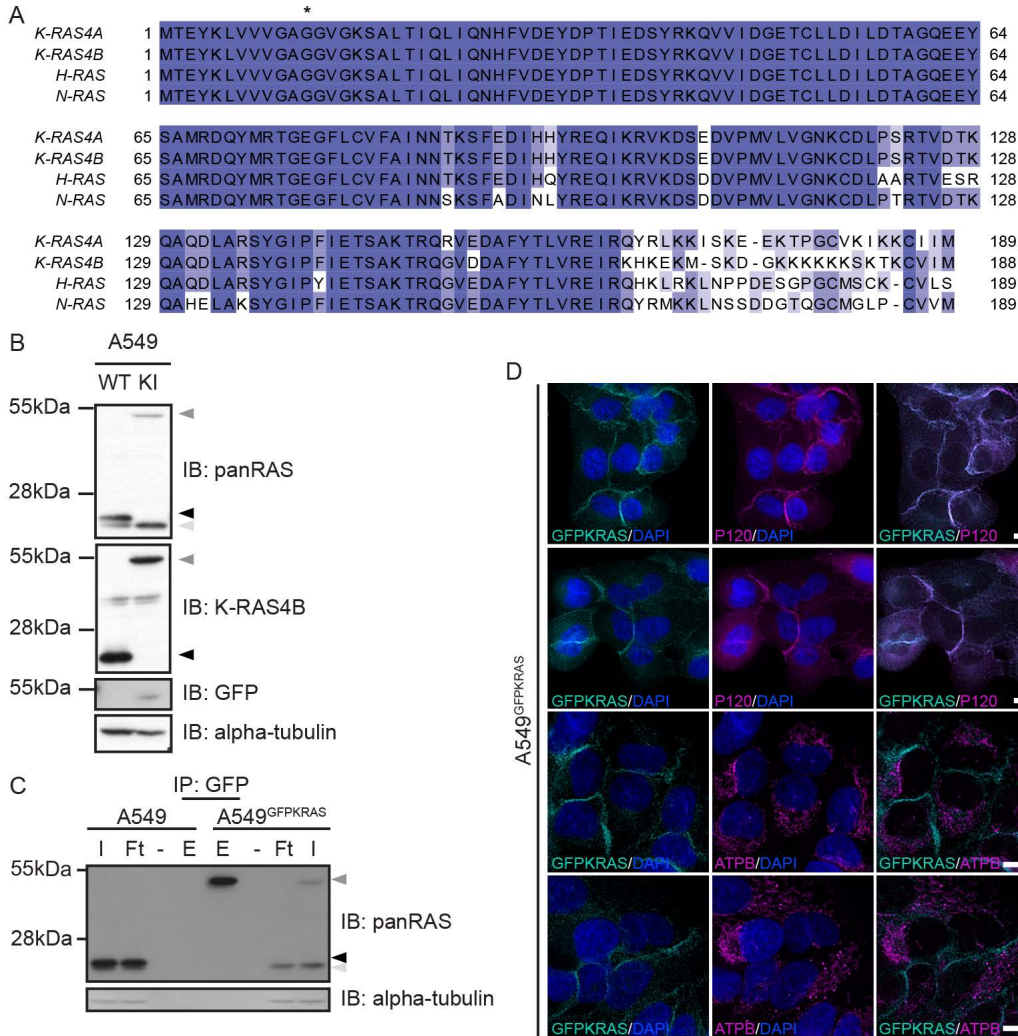 A
*
K-RAS4A 1 MTEYKLVVVGAGGVGKSALTIQLIQNHFVDEYDPTIEDSYRKQVVIDGETCLLDILDTAGQEEY 64
K-RAS4B 1 MTEYKLVVVGAGGVGKSALTIQLIQNHFVDEYDPTIEDSYRKQVVIDGETCLLDILDTAGQEEY 64
H-RAS 1 MTEYKLVVVGAGGVGKSALTIQLIQNHFVDEYDPTIEDSYRKQVVIDGETCLLDILDTAGQEEY 64
N-RAS 1 MTEYKLVVVGAGGVGKSALTIQLIQNHFVDEYDPTIEDSYRKQVVIDGETCLLDILDTAGQEEY 64
K-RAS4A 65 SAMRDQYMRTGEGFLCVFAINNTKSFEDIHHYREQIKRVKDSEDVPMVLVGNKCDLPSRTVDTK 128
K-RAS4B 65 SAMRDQYMRTGEGFLCVFAINNTKSFEDIHHYREQIKRVKDSEDVPMVLVGNKCDLPSRTVDTK 128
H-RAS 65 SAMRDQYMRTGEGFLCVFAINNTKSFEDIHQYREQIKRVKDSDDVPMVLVGNKCDLAARTVESR 128
N-RAS 65 SAMRDQYMRTGEGFLCVFAINNSKSFADINLYREQIKRVKDSDDVPMVLVGNKCDLPTRTVDTK 128
K-RAS4A 129 QAQDLARSYGIPFIETSAKTRQRVEDAFYTLVREIRQYRLKKISKE-EKTPGCVKIKKCIIM 189
K-RAS4B 129 QAQDLARSYGIPFIETSAKTRQGVDDAFYTLVREIRKHKEKM-SKD-GKKKKKKSKTKCVIM 188
H-RAS 129 QAQDLARSYGIPYIETSAKTRQGVEDAFYTLVREIRQHKLRKLNPPDESGPGCMSCK-CVLS 189
N-RAS 129 QAHELAKSYGIPFIETSAKTRQGVEDAFYTLVREIRQYRMKKLNSSDDGTQGCMGLP-CVVM 189
B
A549
WT KI
55kDa
IB: panRAS
28kDa
55kDa
IB: K-RAS4B
28kDa
55kDa
IB: GFP
IB: alpha-tubulin
C
IP: GFP
A549 A549GFPKRAS
I Ft - E E - Ft I
55kDa
IB: panRAS
28kDa
IB: alpha-tubulin
D
A549GFPKRAS
GFPKRAS/DAPI P120/DAPI GFPKRAS/P120
GFPKRAS/DAPI P120/DAPI GFPKRAS/P120
GFPKRAS/DAPI ATPB/DAPI GFPKRAS/ATPB
GFPKRAS/DAPI ATPB/DAPI GFPKRAS/ATPB